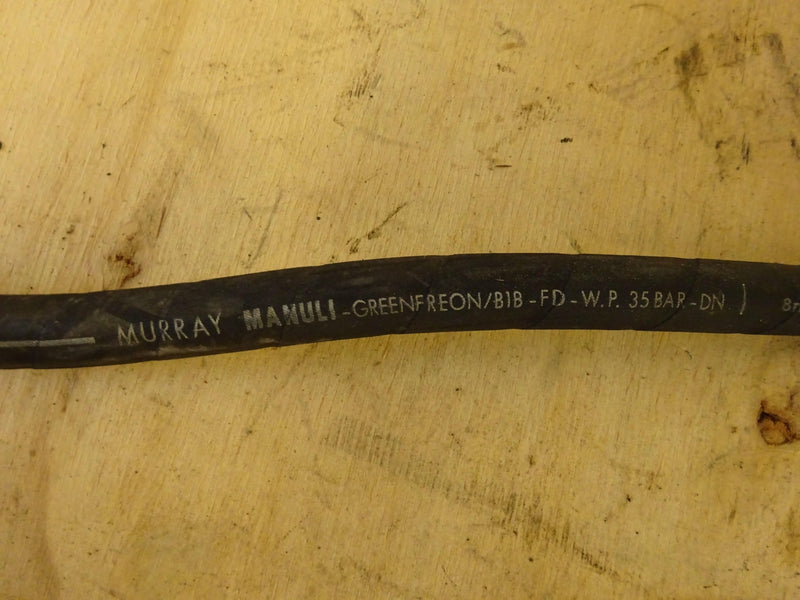 MURRAY MANULI-GREENFREON/BIB-FD-W.P. 35 BAR-DN